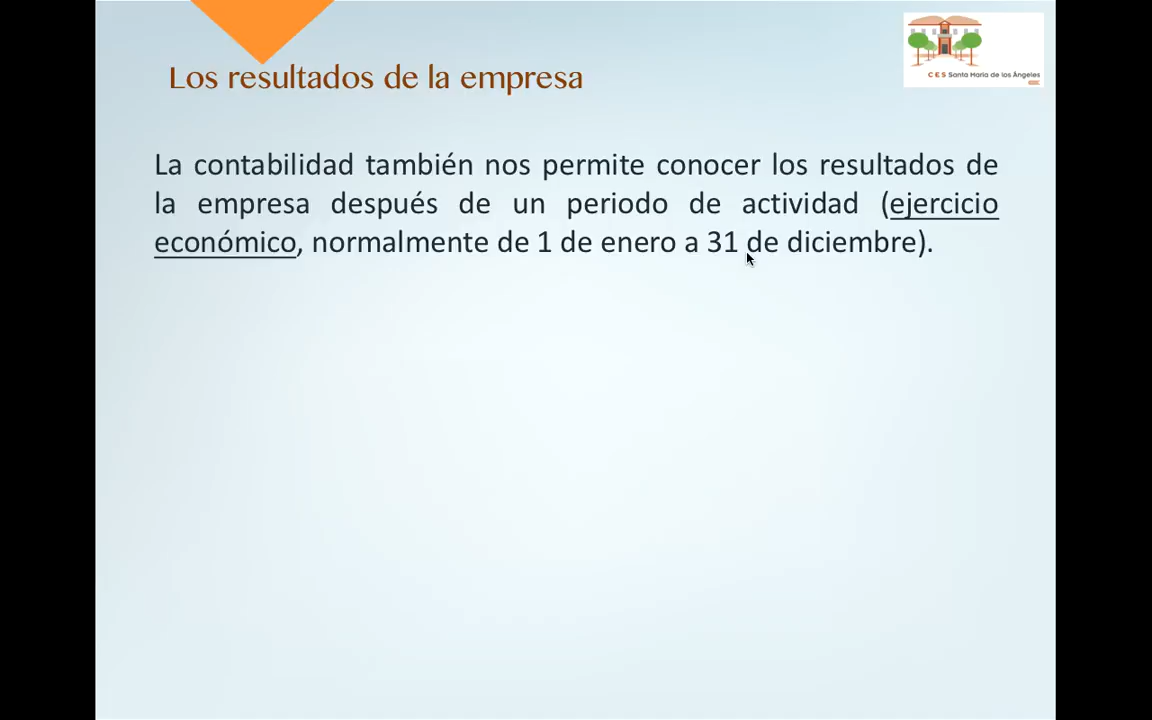 Los resultados de la empresa
C E S Santa María de los Ángeles
La contabilidad también nos permite conocer los resultados de
la empresa después de un periodo de actividad (ejercicio
económico, normalmente de 1 de enero a 31 de diciembre).